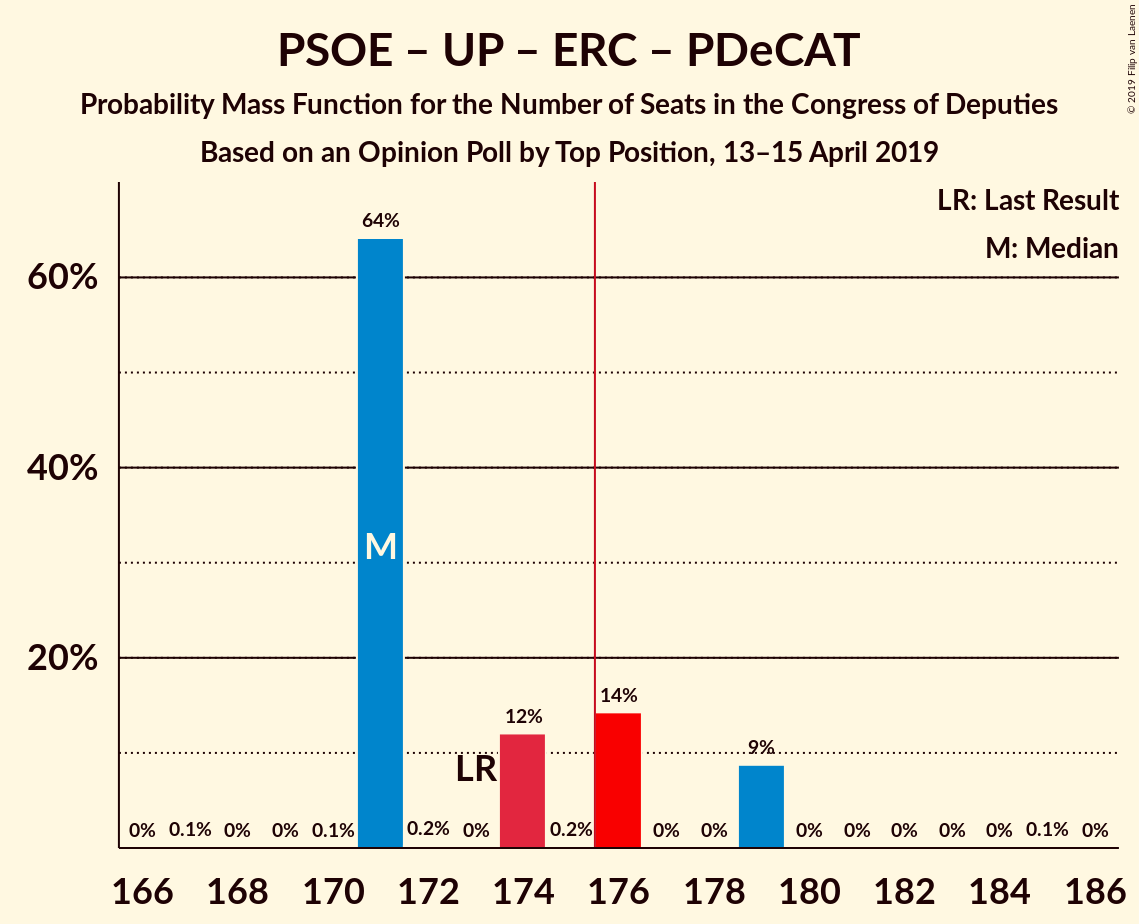 PSOE – UP – ERC – PDeCAT
Probability Mass Function for the Number of Seats in the Congress of Deputies
Based on an Opinion Poll by Top Position, 13–15 April 2019
© 2019 Filip van Laenen
LR: Last Result
M: Median
64%
60%
40%
M
20%
14%
12%
9%
LR
0% 0.1% 0% 0% 0.1% 0.2% 0% 0.2% 0% 0% 0% 0% 0% 0% 0% 0.1% 0%
166 168 170 172 174 176 178 180 182 184 186